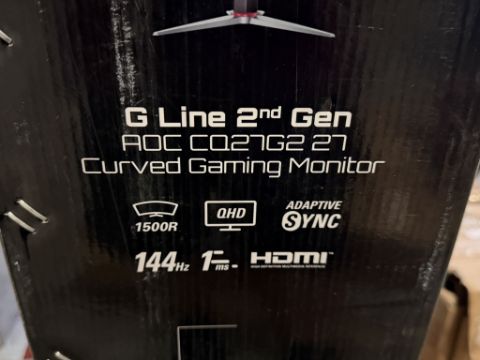 G Line 2nd Gen
AOC CQ27G2 27
Curved Gaming Monitor
1500R QHD ADAPTIVE SYNC
144Hz 1ms HDMI